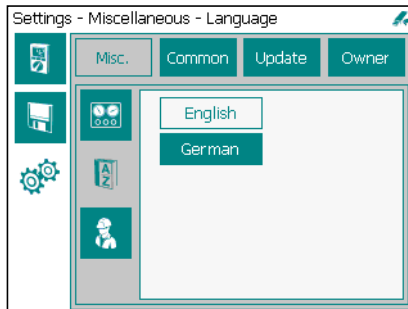 Settings - Miscellaneous - Language
Misc. Common Update Owner
English
A
Z
German